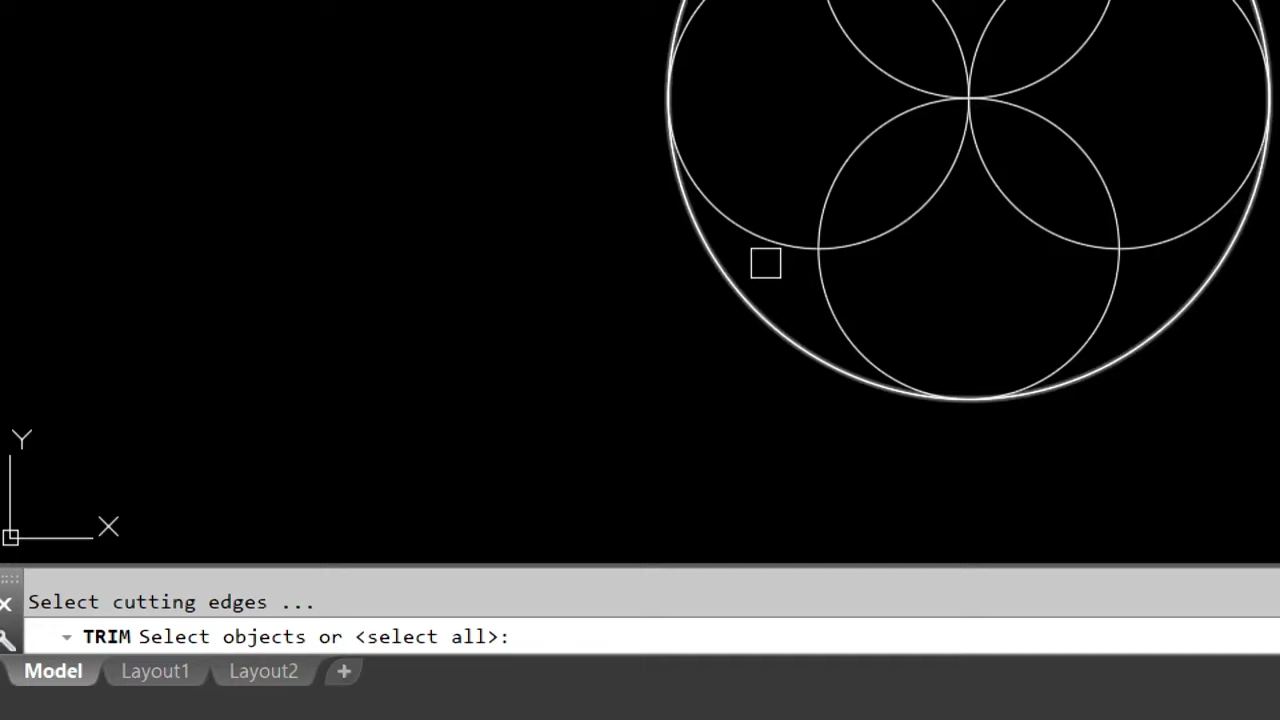 Y
X
Select cutting edges ...
TRIM Select objects or <select all>:
Model Layout1 Layout2 +